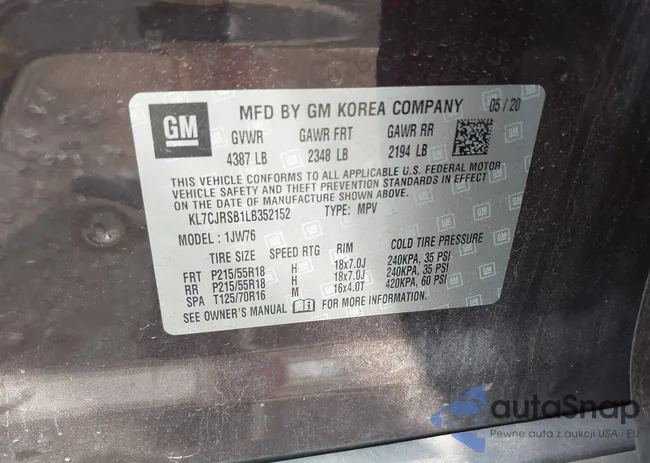 GM MFD BY GM KOREA COMPANY 05/20
GVWR GAWR FRT GAWR RR
4387 LB 2348 LB 2194 LB
THIS VEHICLE CONFORMS TO ALL APPLICABLE U.S. FEDERAL MOTOR
VEHICLE SAFETY AND THEFT PREVENTION STANDARDS IN EFFECT
ON THE DATE OF MANUFACTURE SHOWN ABOVE.
KL7CJRSB1LB352152 TYPE: MPV
MODEL: 1JW76
TIRE SIZE SPEED RTG RIM COLD TIRE PRESSURE
FRT P215/55R18 H 18x7.0J 240KPA, 35 PSI
RR P215/55R18 H 18x7.0J 240KPA, 35 PSI
SPA T125/70R16 M 16x4.0T 420KPA, 60 PSI
SEE OWNER'S MANUAL FOR MORE INFORMATION.
autoSnap
Pewne auta z aukcji USA - EU